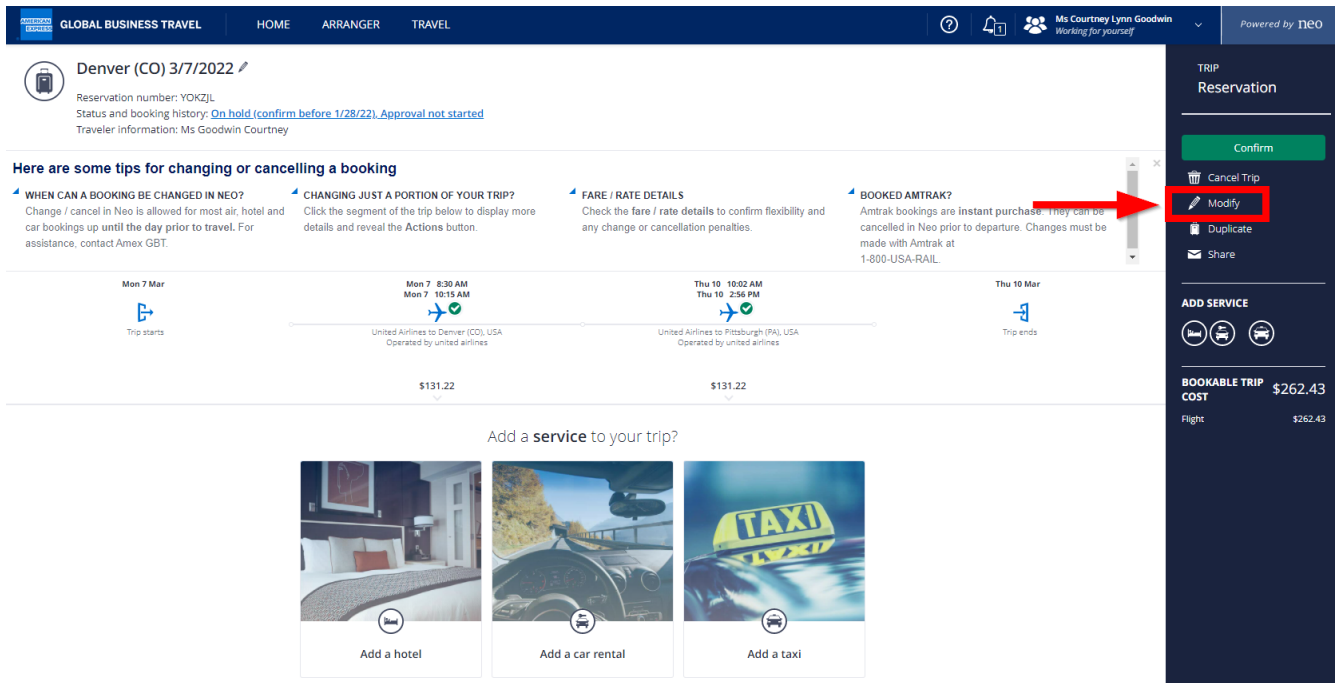 AMERICAN EXPRESS
GLOBAL BUSINESS TRAVEL
HOME
ARRANGER
TRAVEL
?
1
Ms Courtney Lynn Goodwin
Working for yourself
Powered by neo
Denver (CO) 3/7/2022
Reservation number: YOKZJL
Status and booking history: On hold (confirm before 1/28/22), Approval not started
Traveler information: Ms Goodwin Courtney
Here are some tips for changing or cancelling a booking
WHEN CAN A BOOKING BE CHANGED IN NEO?
Change / cancel in Neo is allowed for most air, hotel and
car bookings up until the day prior to travel. For
assistance, contact Amex GBT.
CHANGING JUST A PORTION OF YOUR TRIP?
Click the segment of the trip below to display more
details and reveal the Actions button.
FARE / RATE DETAILS
Check the fare / rate details to confirm flexibility and
any change or cancellation penalties.
BOOKED AMTRAK?
Amtrak bookings are instant purchase. They can be
cancelled in Neo prior to departure. Changes must be
made with Amtrak at
1-800-USA-RAIL.
Mon 7 Mar
Trip starts
Mon 7 8:30 AM
Mon 7 10:15 AM
United Airlines to Denver (CO), USA
Operated by united airlines
$131.22
Thu 10 10:02 AM
Thu 10 2:56 PM
United Airlines to Pittsburgh (PA), USA
Operated by united airlines
$131.22
Thu 10 Mar
Trip ends
Add a service to your trip?
Add a hotel
Add a car rental
TAXI
Add a taxi
TRIP
Reservation
Confirm
Cancel Trip
Modify
Duplicate
Share
ADD SERVICE
BOOKABLE TRIP
COST
$262.43
Flight
$262.43